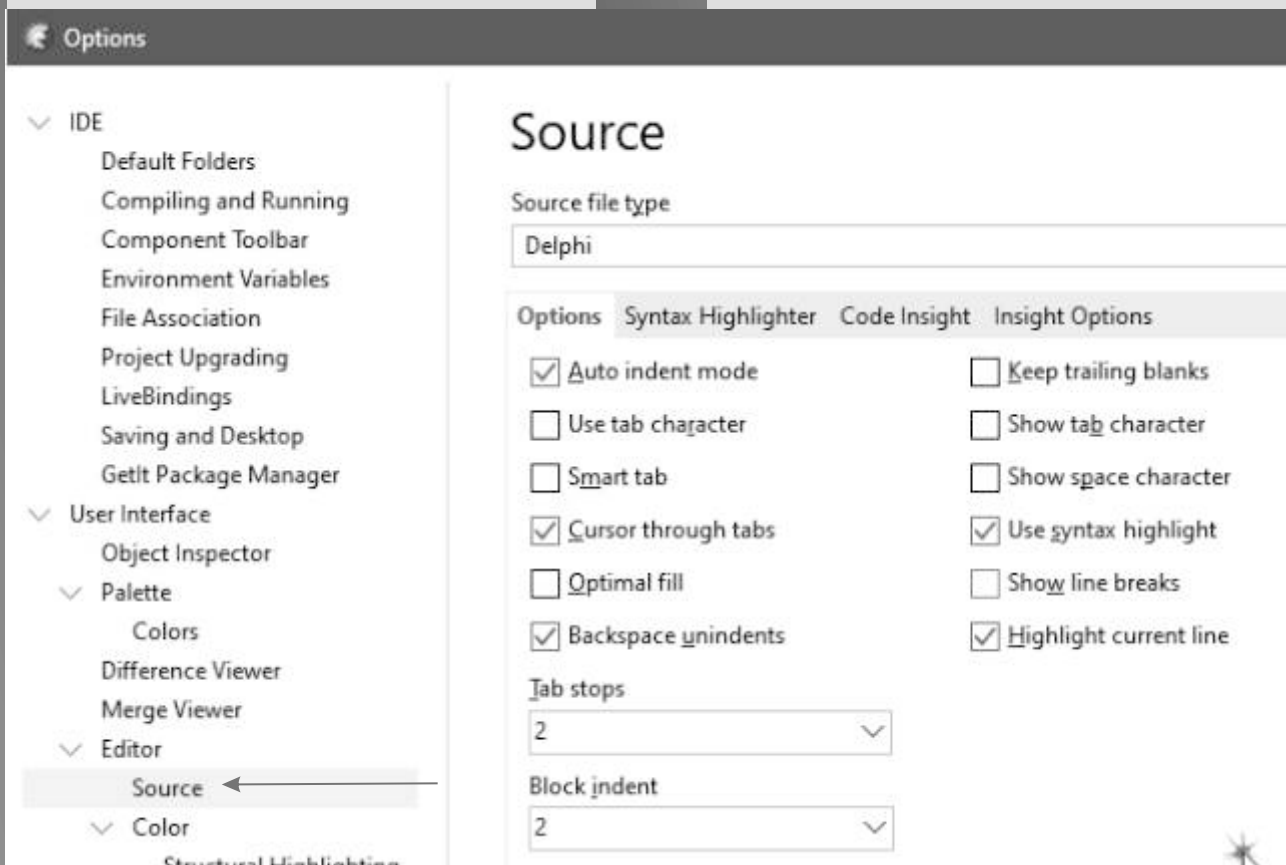 Options
IDE
Default Folders
Compiling and Running
Component Toolbar
Environment Variables
File Association
Project Upgrading
LiveBindings
Saving and Desktop
GetIt Package Manager
User Interface
Object Inspector
Palette
Colors
Difference Viewer
Merge Viewer
Editor
Source
Color
Structural Highlighting
Source
Source file type
Delphi
Options Syntax Highlighter Code Insight Insight Options
Auto indent mode Keep trailing blanks
Use tab character Show tab character
Smart tab Show space character
Cursor through tabs Use syntax highlight
Optimal fill Show line breaks
Backspace unindents Highlight current line
Tab stops
2
Block indent
2